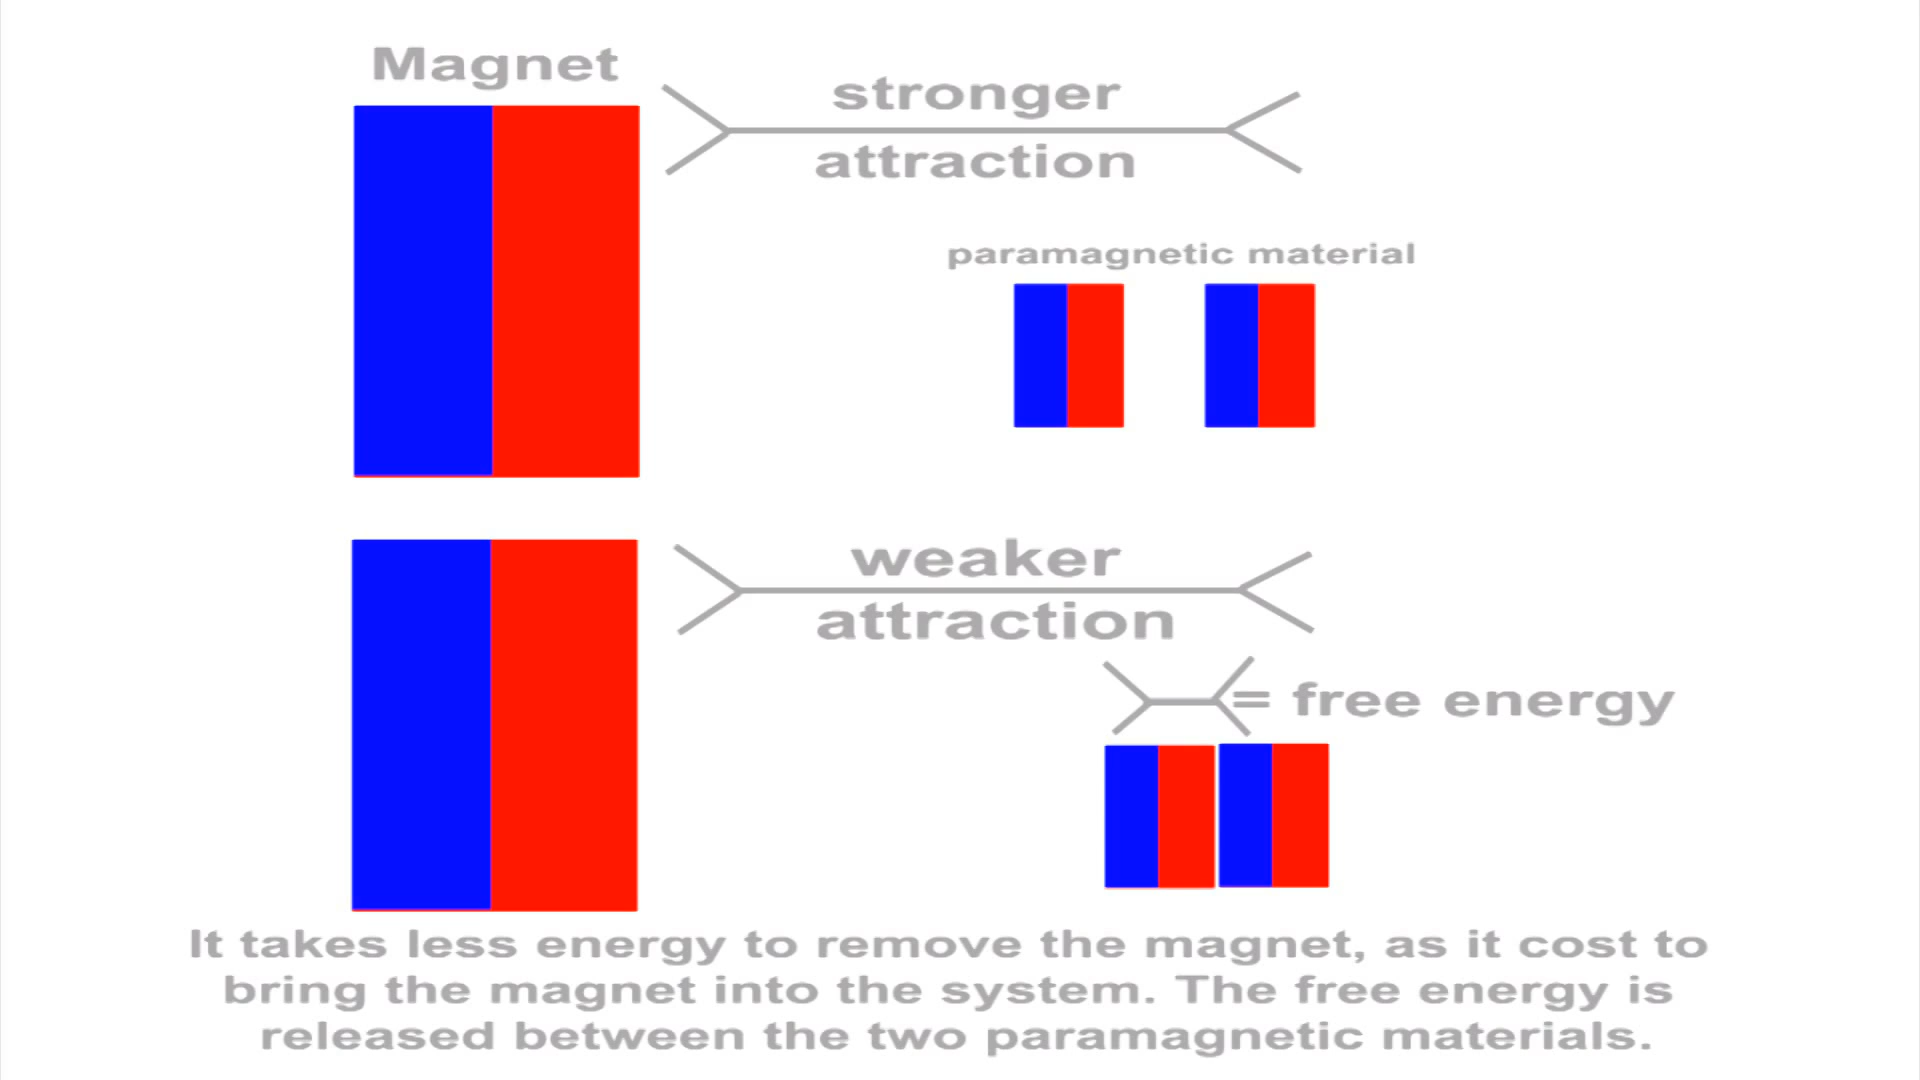 Magnet
stronger
attraction
paramagnetic material
weaker
attraction
= free energy
It takes less energy to remove the magnet, as it cost to
bring the magnet into the system. The free energy is
released between the two paramagnetic materials.